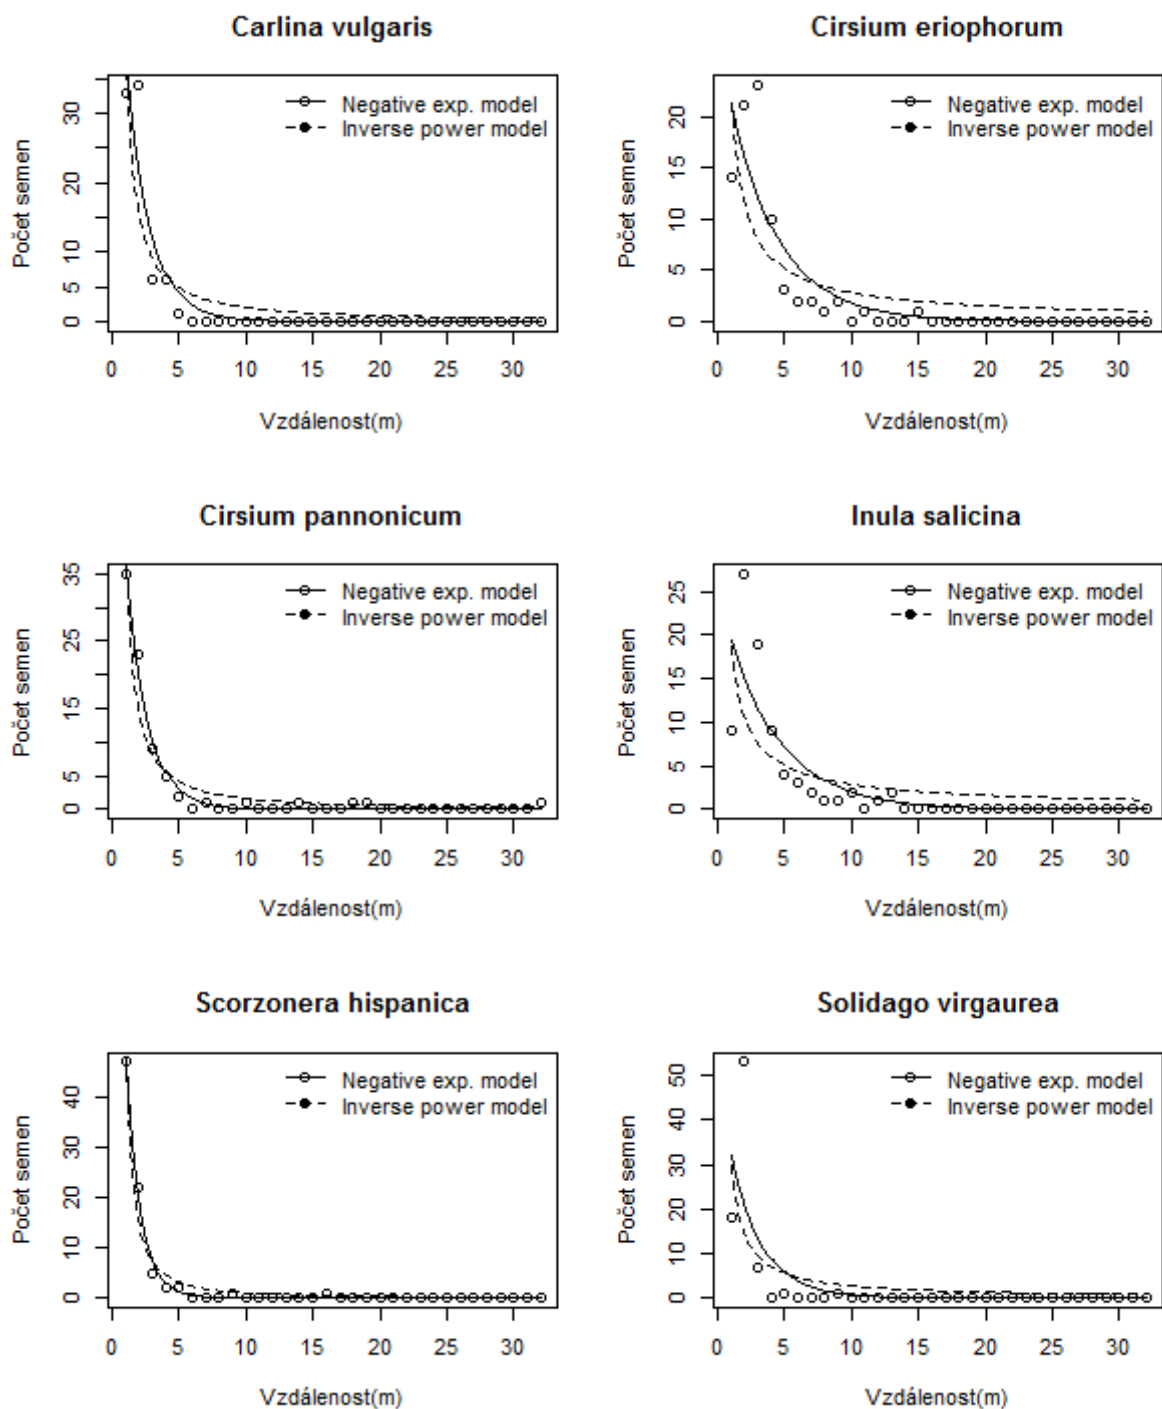 Carlina vulgaris
Negative exp. model
Inverse power model
Počet semen
0 5 10 20 30
0 5 10 15 20 25 30
Vzdálenost(m)
Cirsium eriophorum
Negative exp. model
Inverse power model
Počet semen
0 5 10 15 20
0 5 10 15 20 25 30
Vzdálenost(m)
Cirsium pannonicum
Negative exp. model
Inverse power model
Počet semen
0 5 15 25 35
0 5 10 15 20 25 30
Vzdálenost(m)
Inula salicina
Negative exp. model
Inverse power model
Počet semen
0 5 10 15 20 25
0 5 10 15 20 25 30
Vzdálenost(m)
Scorzonera hispanica
Negative exp. model
Inverse power model
Počet semen
0 10 20 30 40
0 5 10 15 20 25 30
Vzdálenost(m)
Solidago virgaurea
Negative exp. model
Inverse power model
Počet semen
0 10 20 30 40 50
0 5 10 15 20 25 30
Vzdálenost(m)